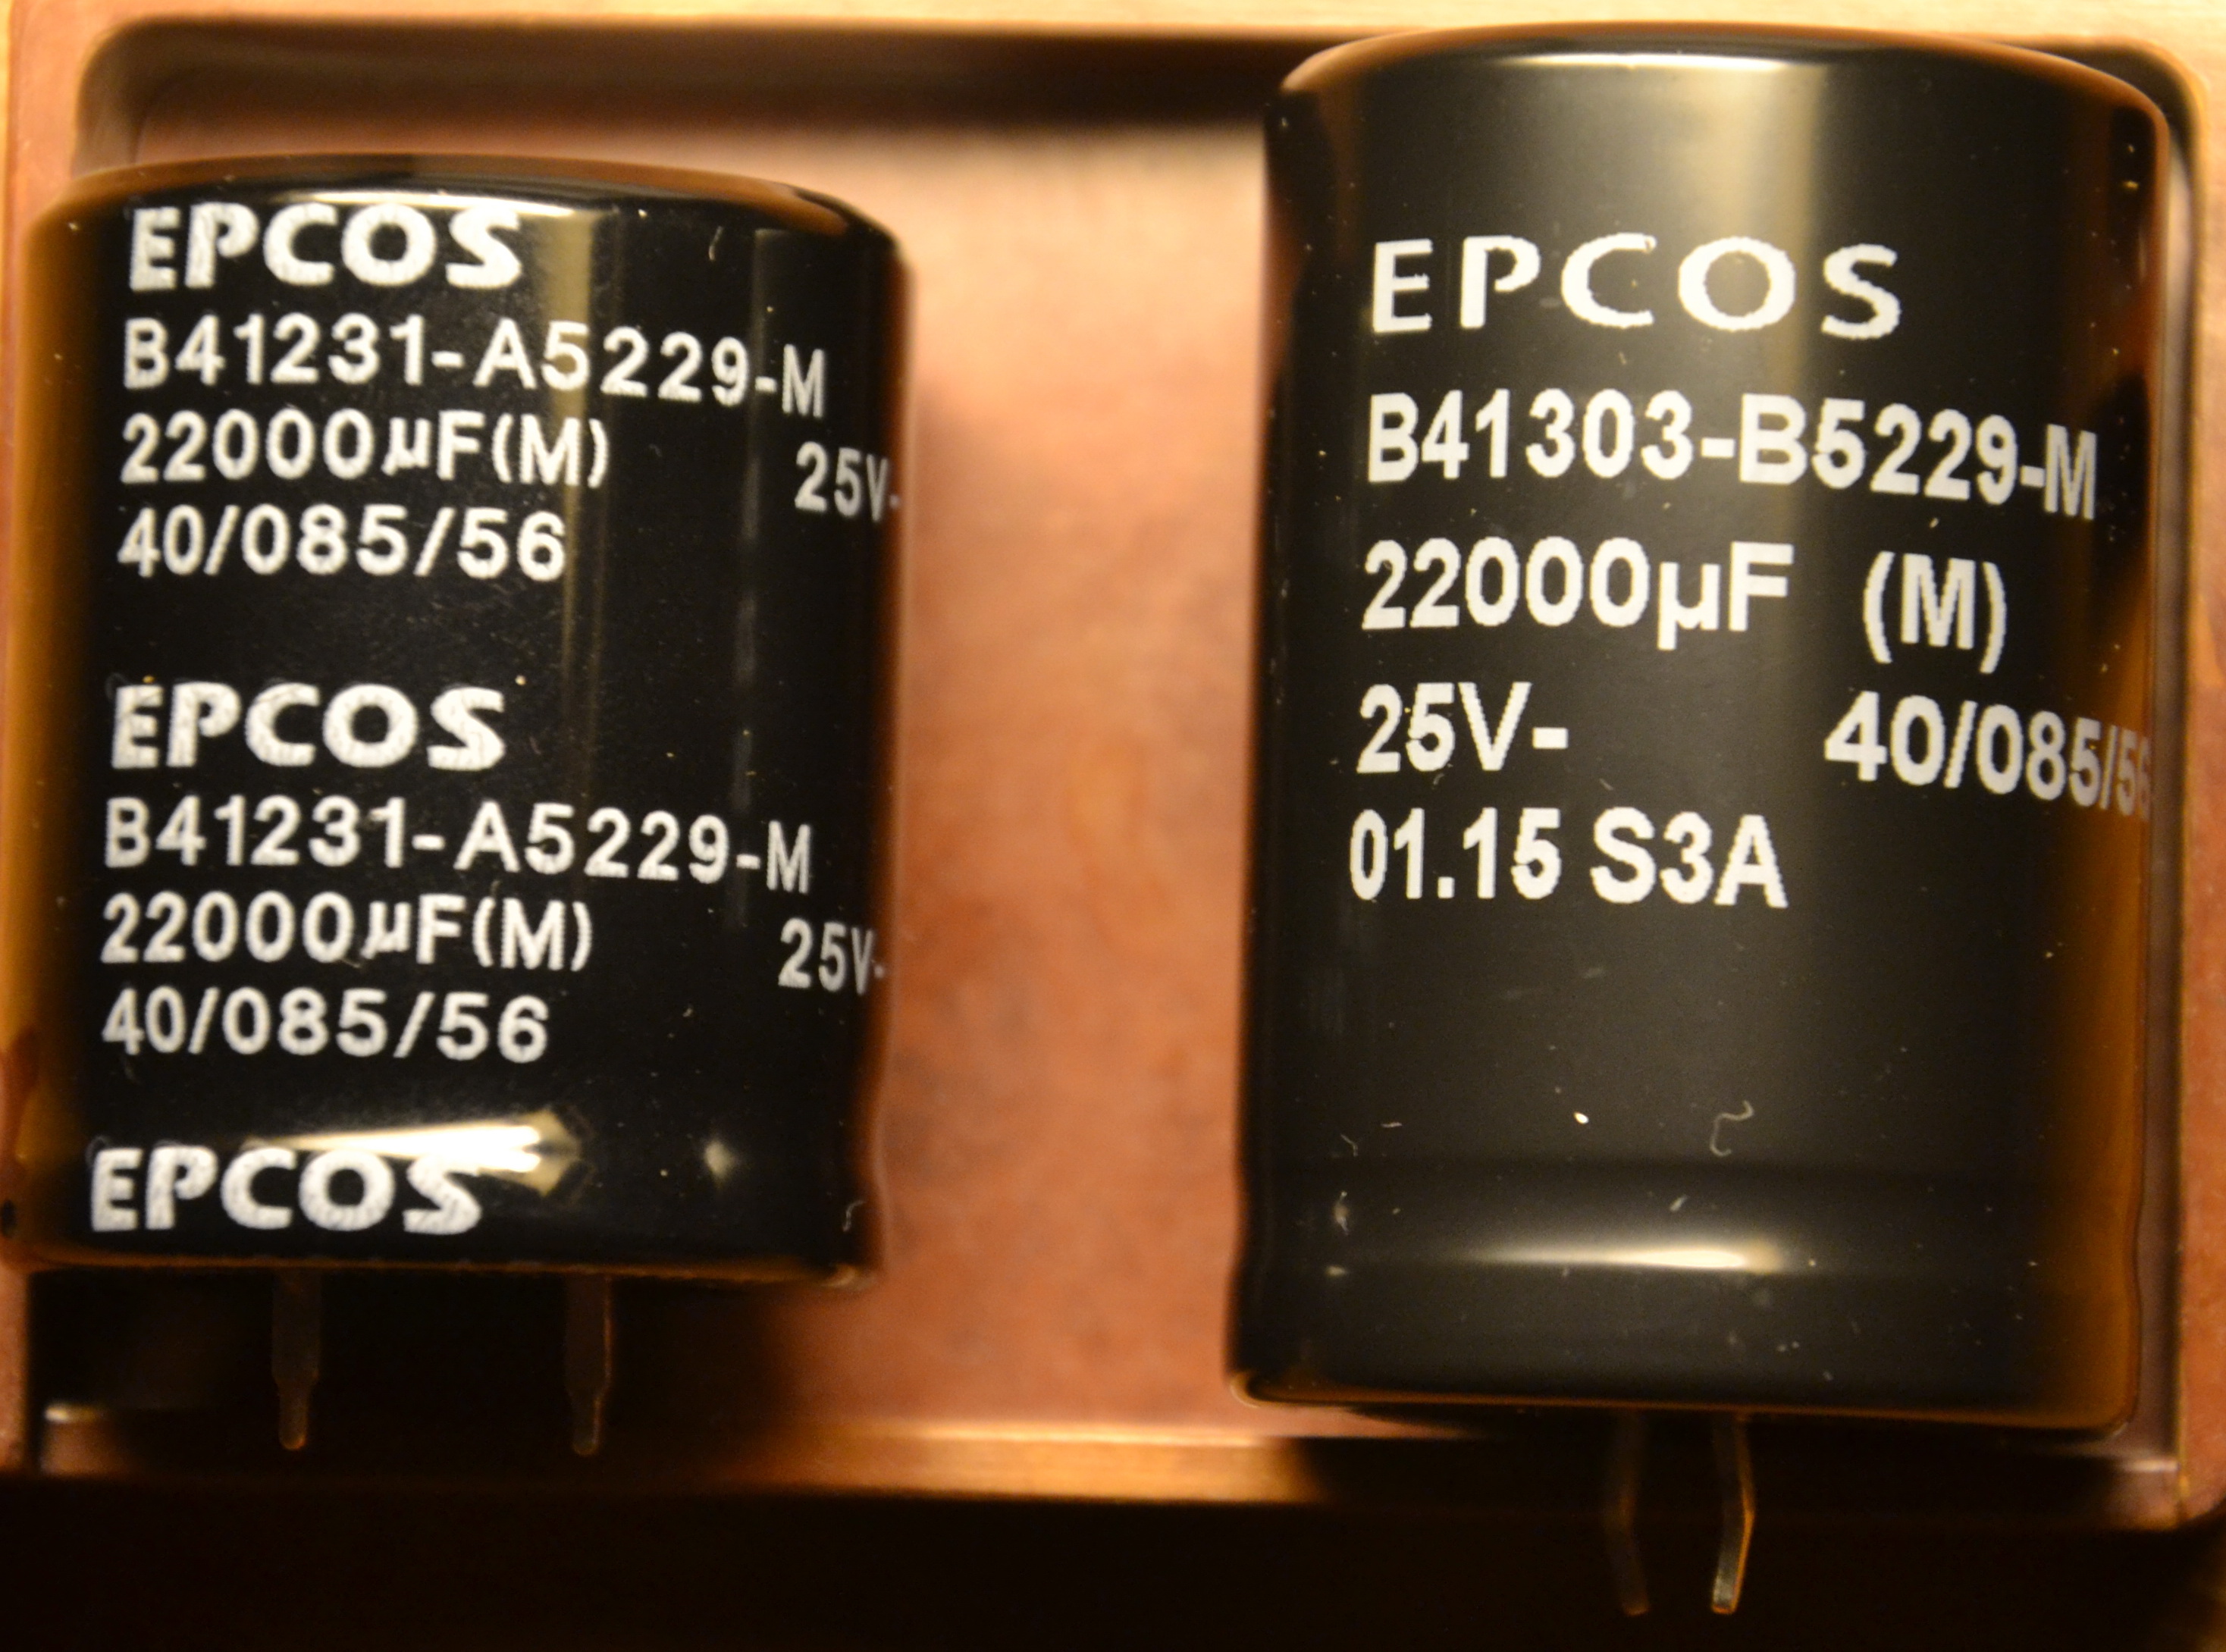 EPCOS
B41231-A5229-M
22000µF(M) 25V-
40/085/56
EPCOS
B41231-A5229-M
22000µF(M) 25V-
40/085/56
EPCOS
EPCOS
B41303-B5229-M
22000µF (M)
25V- 40/085/56
01.15 S3A